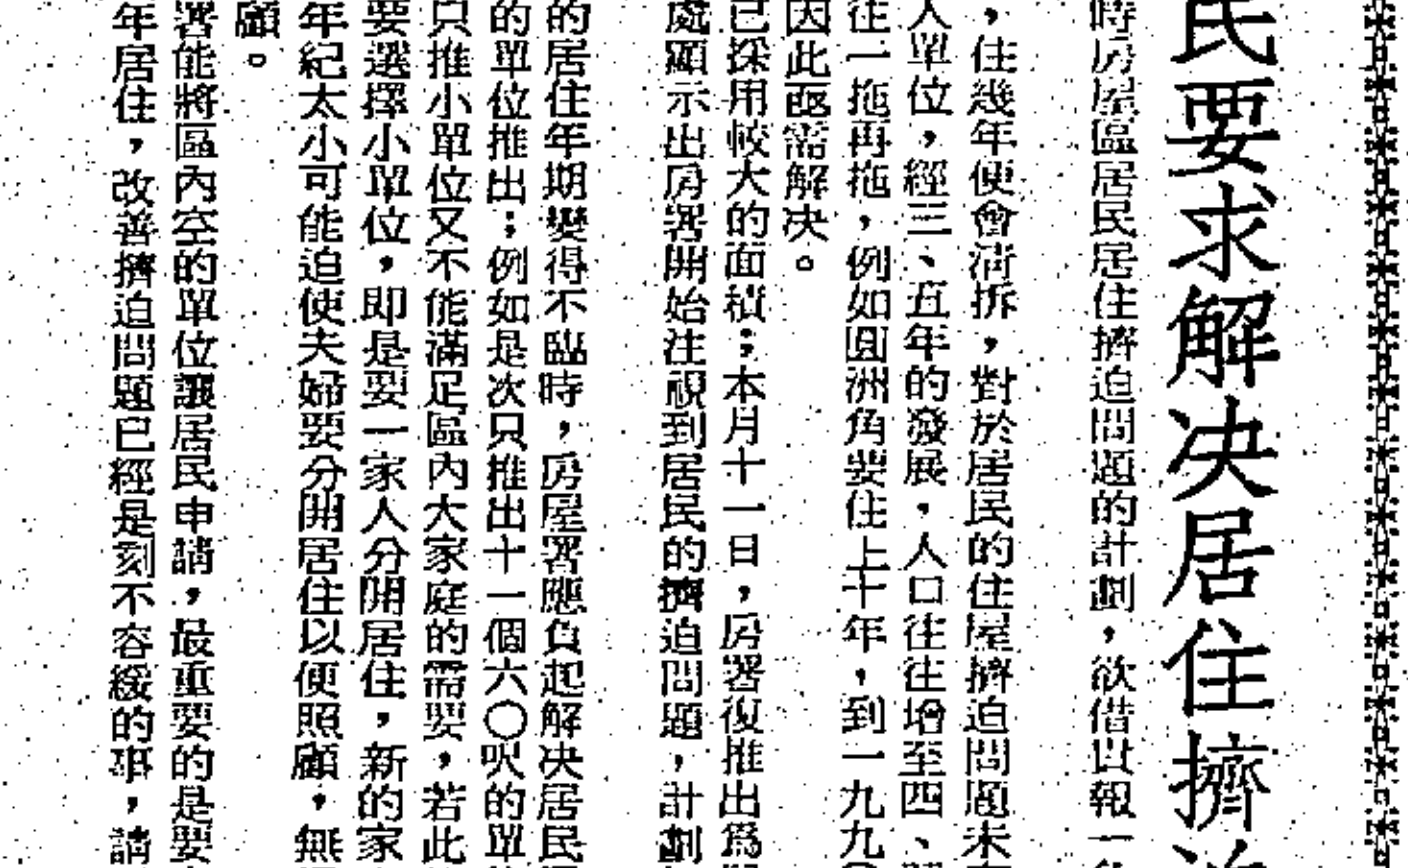 民要求解决居住擠
時房屋區居民居住擠迫問題的計劃，欲借貴報一
，住幾年便會清拆，對於居民的住屋擠迫問題未
人單位，經三、五年的發展，人口往往增至四、
往一拖再拖，例如圓洲角要住上十年，到一九九
因此亟需解决。
已採用較大的面積；本月十一日，房署復推出爲
處顯示出房署開始注視到居民的擠迫問題，計劃
的居住年期變得不臨時，房屋署應負起解决居民
的單位推出；例如是次只推出十一個六〇呎的單
只推小單位又不能滿足區內大家庭的需要，若此
要選擇小單位，即是要一家人分開居住，新的家
年紀太小可能迫使夫婦要分開居住以便照顧，無
顧。
署能將區內空的單位讓居民申請，最重要的是要
年居住，改善擠迫問題已經是刻不容緩的事，請